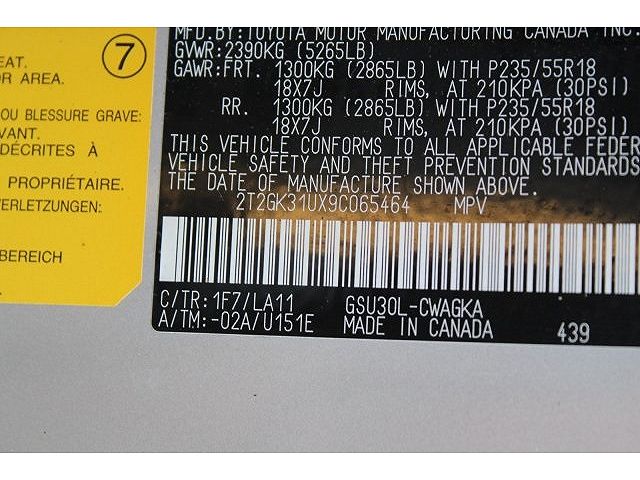 7
EAT.
OR AREA.
OU BLESSURE GRAVE:
VANT.
DÉCRITES À
PROPRIÉTAIRE.
VERLETZUNGEN:
BEREICH
MFD.BY:TOYOTA MOTOR MANUFACTURING CANADA INC.
GVWR:2390KG (5265LB)
GAWR:FRT. 1300KG (2865LB) WITH P235/55R18
18X7J RIMS, AT 210KPA (30PSI)
RR. 1300KG (2865LB) WITH P235/55R18
18X7J RIMS, AT 210KPA (30PSI)
THIS VEHICLE CONFORMS TO ALL APPLICABLE FEDER
VEHICLE SAFETY AND THEFT PREVENTION STANDARDS
THE DATE OF MANUFACTURE SHOWN ABOVE.
2T2GK31UX9C065464 MPV
C/TR:1F7/LA11 GSU30L-CWAGKA
A/TM:-02A/U151E MADE IN CANADA 439